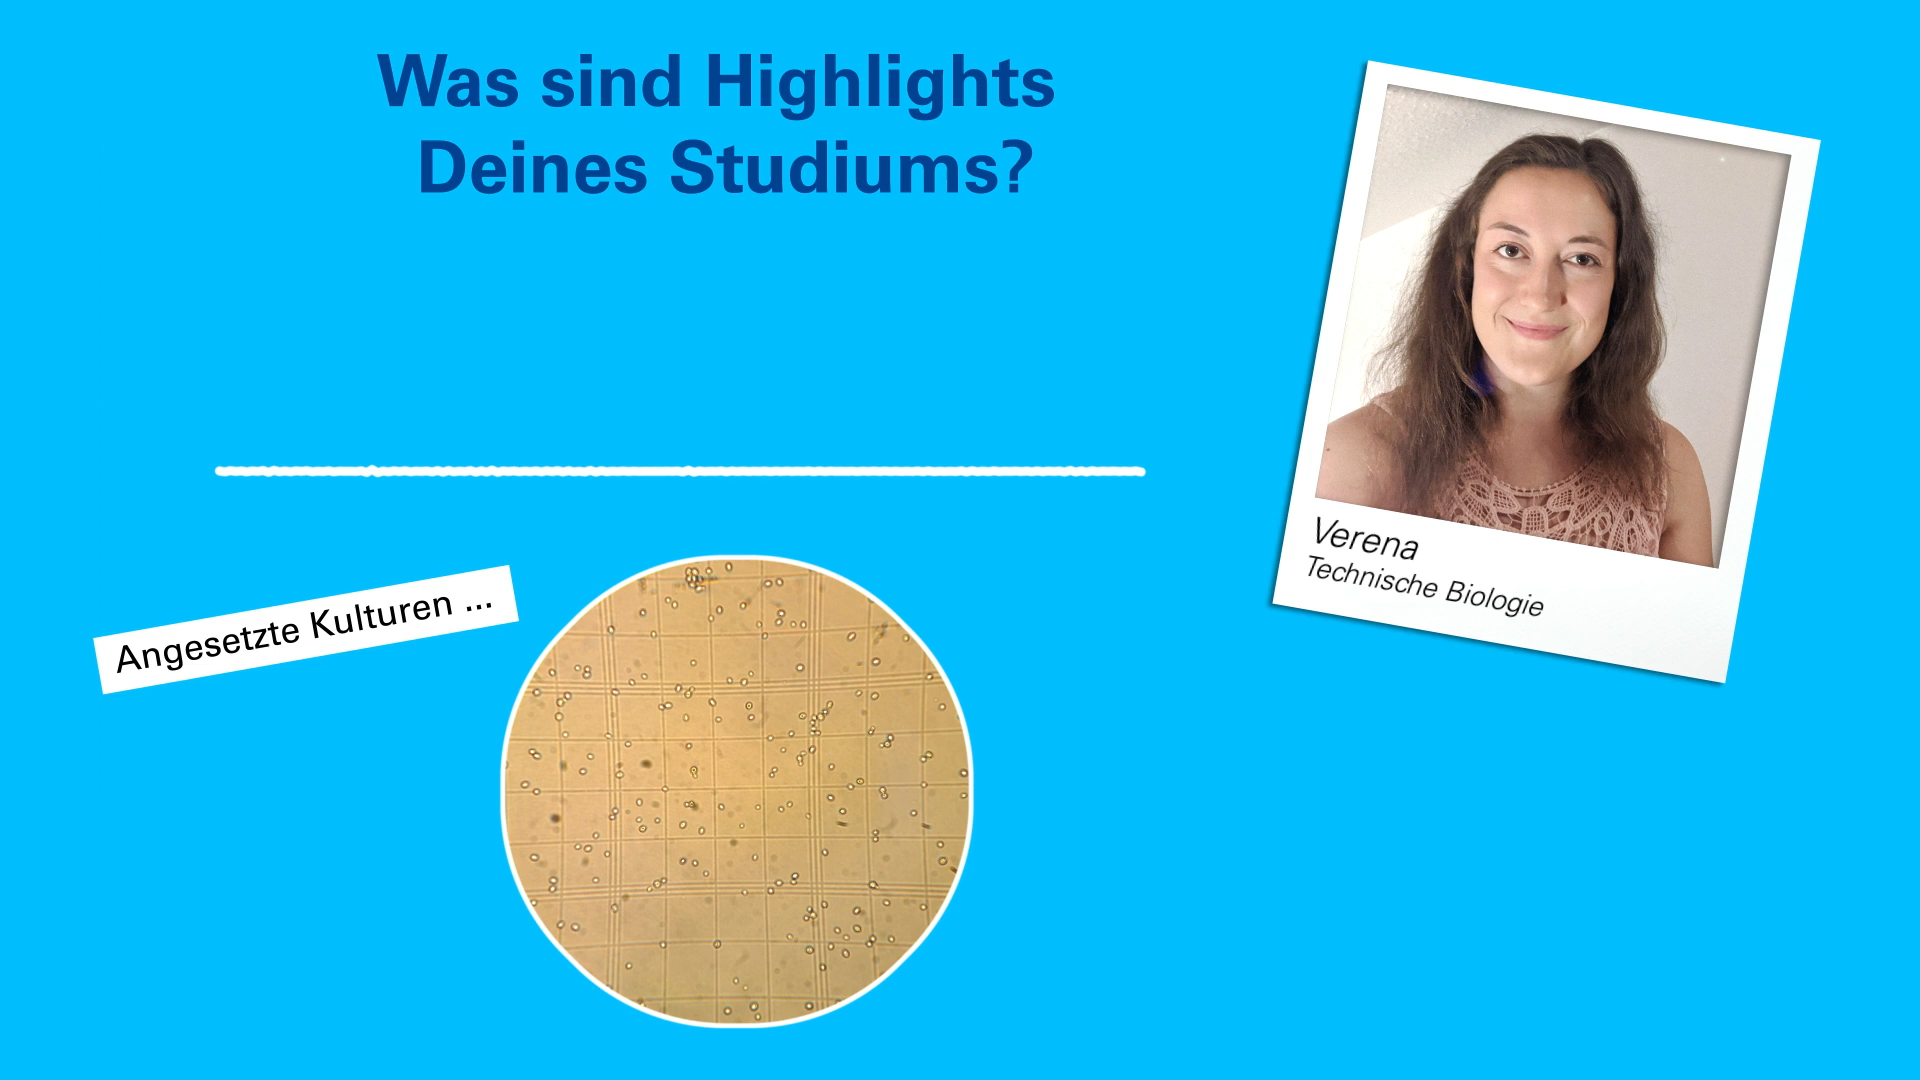 Was sind Highlights
Deines Studiums?
Verena
Technische Biologie
Angesetzte Kulturen ...